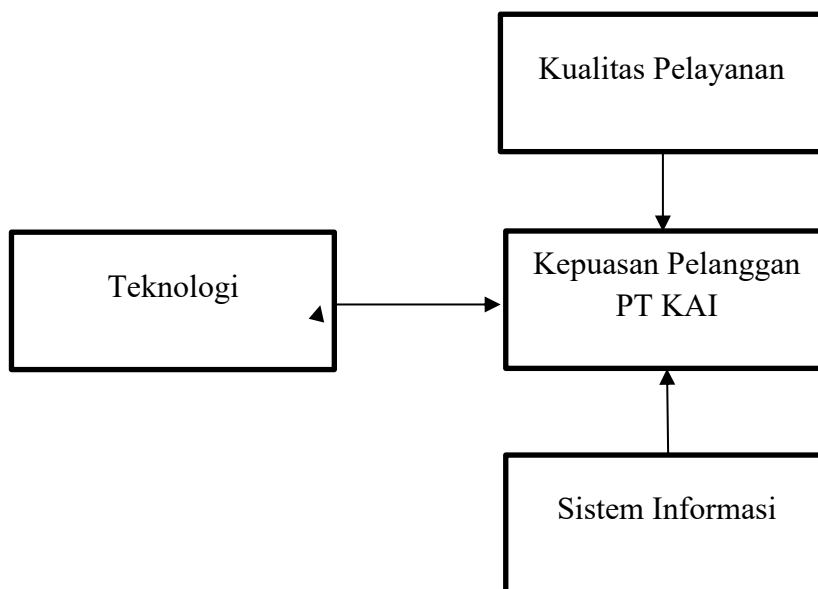 Kualitas Pelayanan
Teknologi
Kepuasan Pelanggan
PT KAI
Sistem Informasi